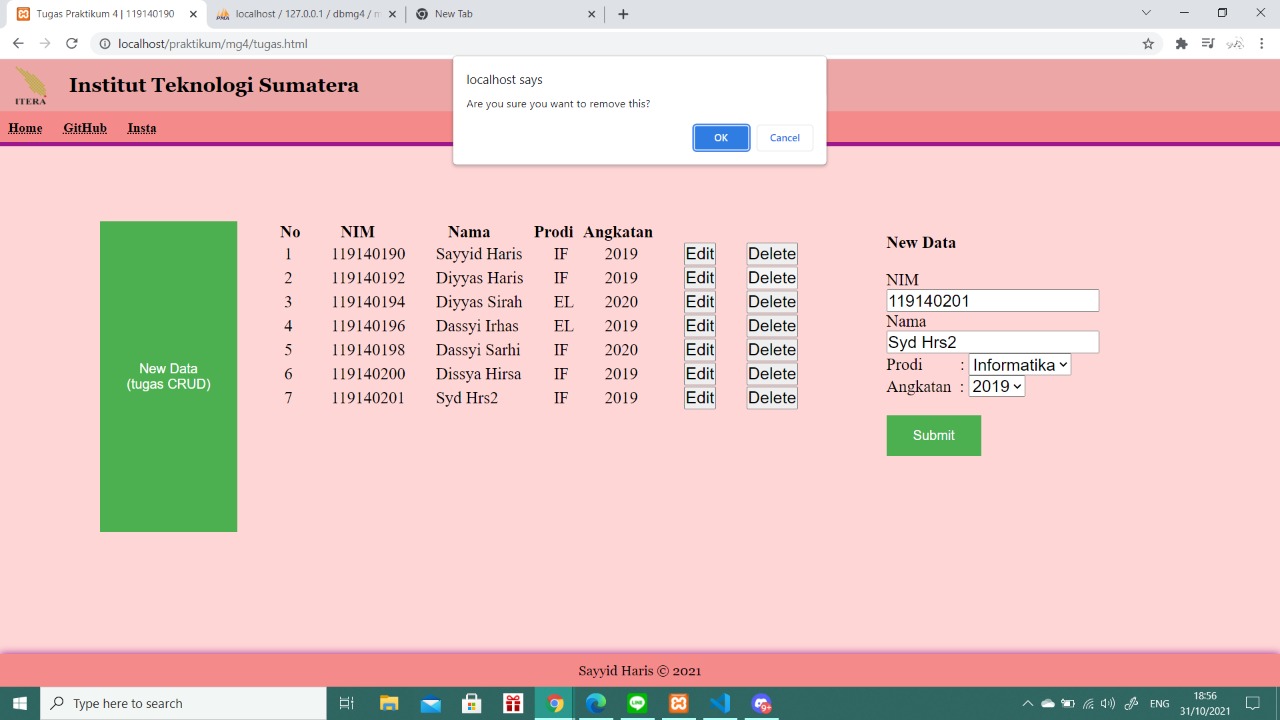 Tugas Praktikum 4 | 119140190
localhost / 127.0.0.1 / dbmg4 / m
New Tab
localhost/praktikum/mg4/tugas.html
ITERA
Institut Teknologi Sumatera
localhost says
Are you sure you want to remove this?
OK Cancel
Home GitHub Insta
New Data
(tugas CRUD)
No NIM Nama Prodi Angkatan
1 119140190 Sayyid Haris IF 2019 Edit Delete
2 119140192 Diyyas Haris IF 2019 Edit Delete
3 119140194 Diyyas Sirah EL 2020 Edit Delete
4 119140196 Dassyi Irhas EL 2019 Edit Delete
5 119140198 Dassyi Sarhi IF 2020 Edit Delete
6 119140200 Dissya Hirsa IF 2019 Edit Delete
7 119140201 Syd Hrs2 IF 2019 Edit Delete
New Data
NIM
119140201
Nama
Syd Hrs2
Prodi : Informatika
Angkatan : 2019
Submit
Sayyid Haris © 2021
Type here to search
9+
ENG
18:56
31/10/2021